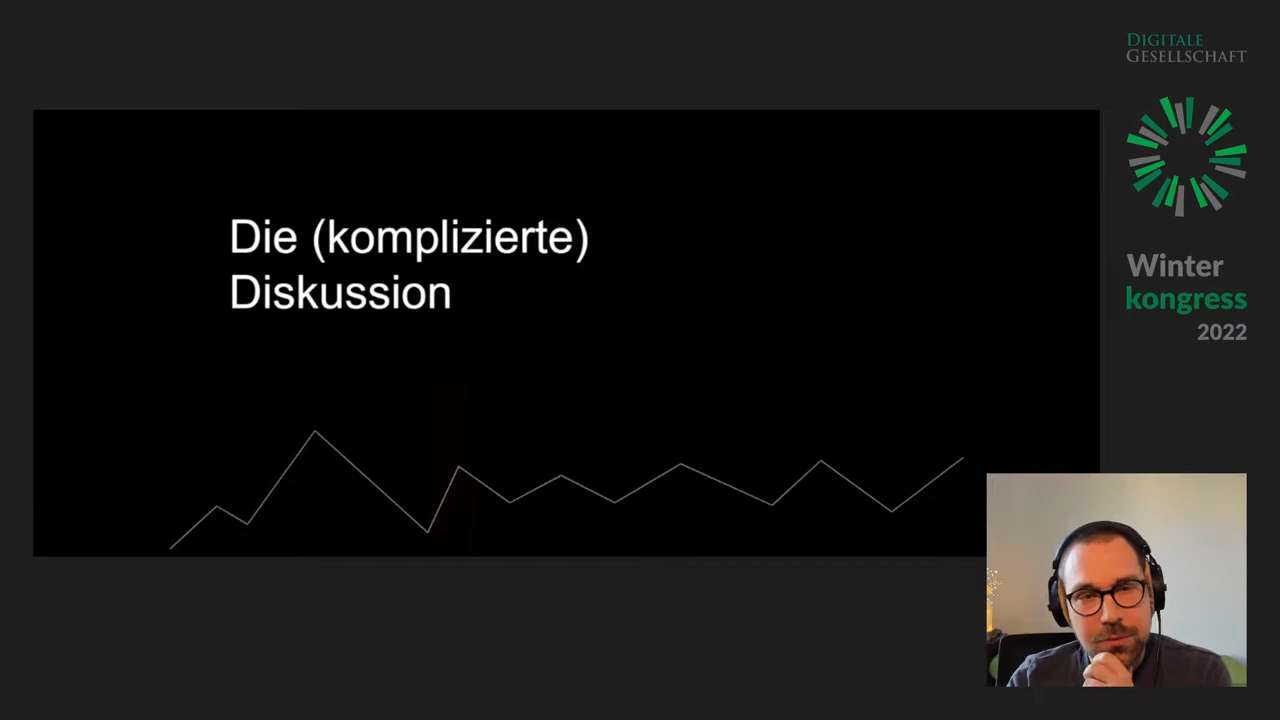 DIGITALE
GESELLSCHAFT
Die (komplizierte)
Diskussion
Winter
kongress
2022